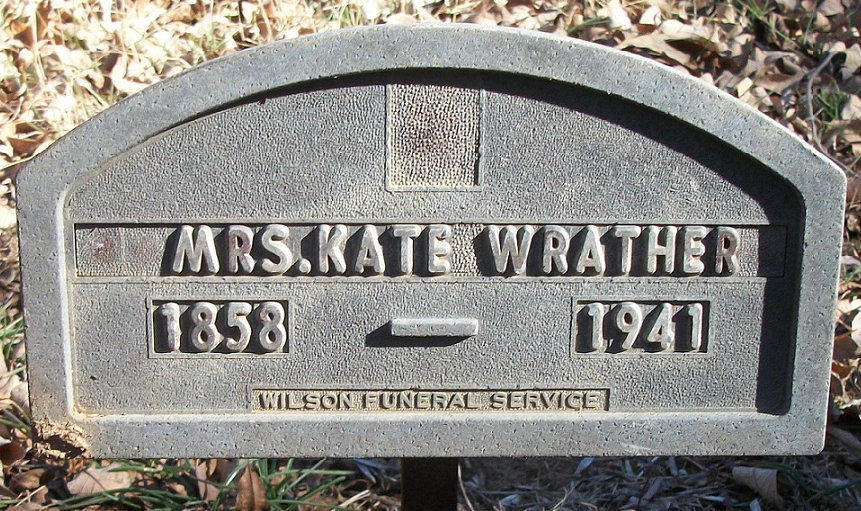 MRS.KATE WRATHER
1858 — 1941
WILSON FUNERAL SERVICE